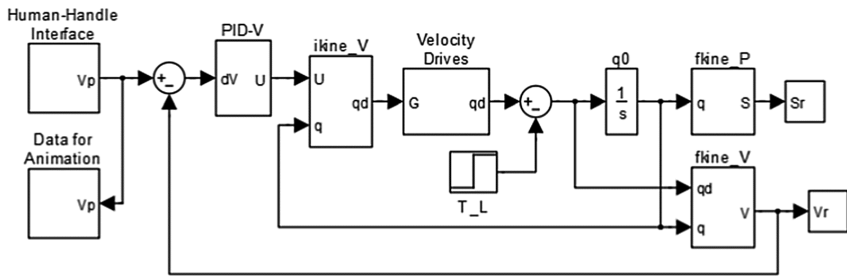 Human-Handle
Interface
Vp
Data for
Animation
Vp
+
−
PID-V
dV
U
ikine_V
U
q
qd
Velocity
Drives
G
qd
+
−
T_L
q0
1
s
fkine_P
q
S
Sr
fkine_V
qd
q
V
Vr